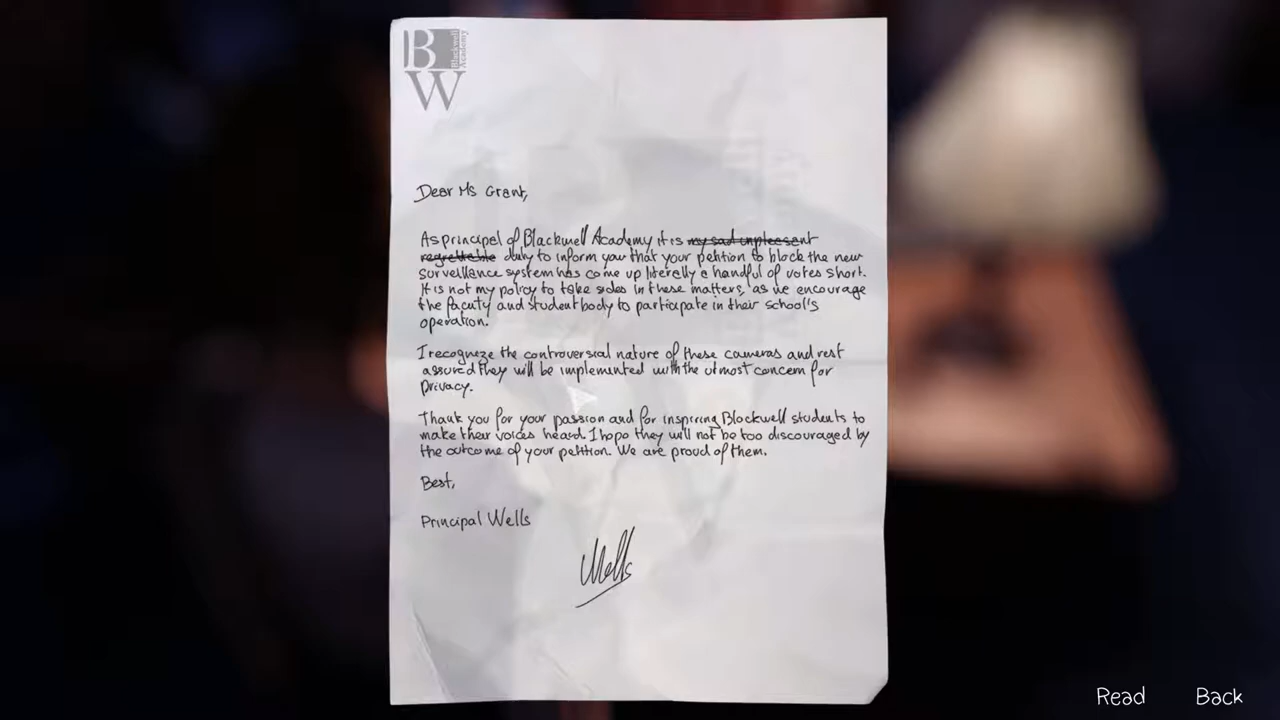 B
Blackwell
Academy
W
Dear Ms Grant,
As principal of Blackwell Academy it is my sad unpleesent
regrettable duty to inform you that your petition to block the new
surveillance system has come up literally a handful of votes short.
It is not my policy to take sides in these matters, as we encourage
the facuty and student body to participate in their school's
operation.
I recogneze the controversial nature of these cameras and rest
assured they will be implemented with the utmost concern for
privacy.
Thank you for your passion and for inspiring Blackwell students to
make their voices heard. I hope they will not be too discouraged by
the outcome of your petition. We are proud of them.
Best,
Principal Wells
Wells
Read Back